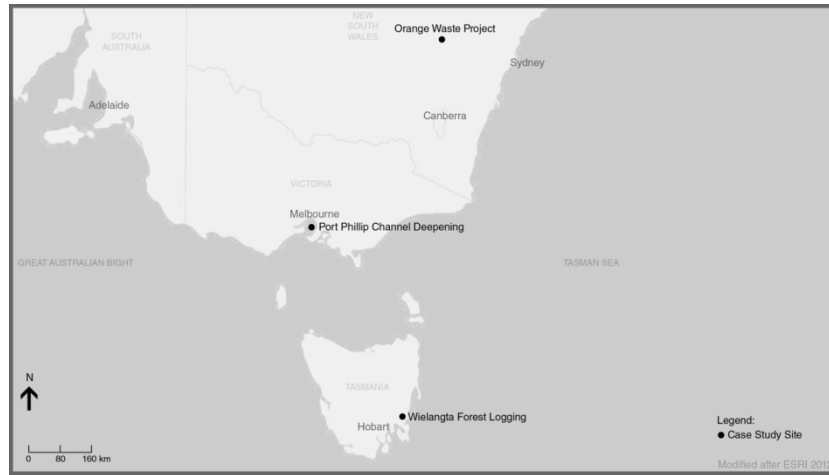 NEW
SOUTH
WALES
Orange Waste Project
SOUTH
AUSTRALIA
Sydney
Adelaide
Canberra
VICTORIA
Melbourne
Port Phillip Channel Deepening
GREAT AUSTRALIAN BIGHT
TASMAN SEA
N
TASMANIA
Wielangta Forest Logging
Hobart
Legend:
Case Study Site
0 80 160 km
Modified after ESRI 2012